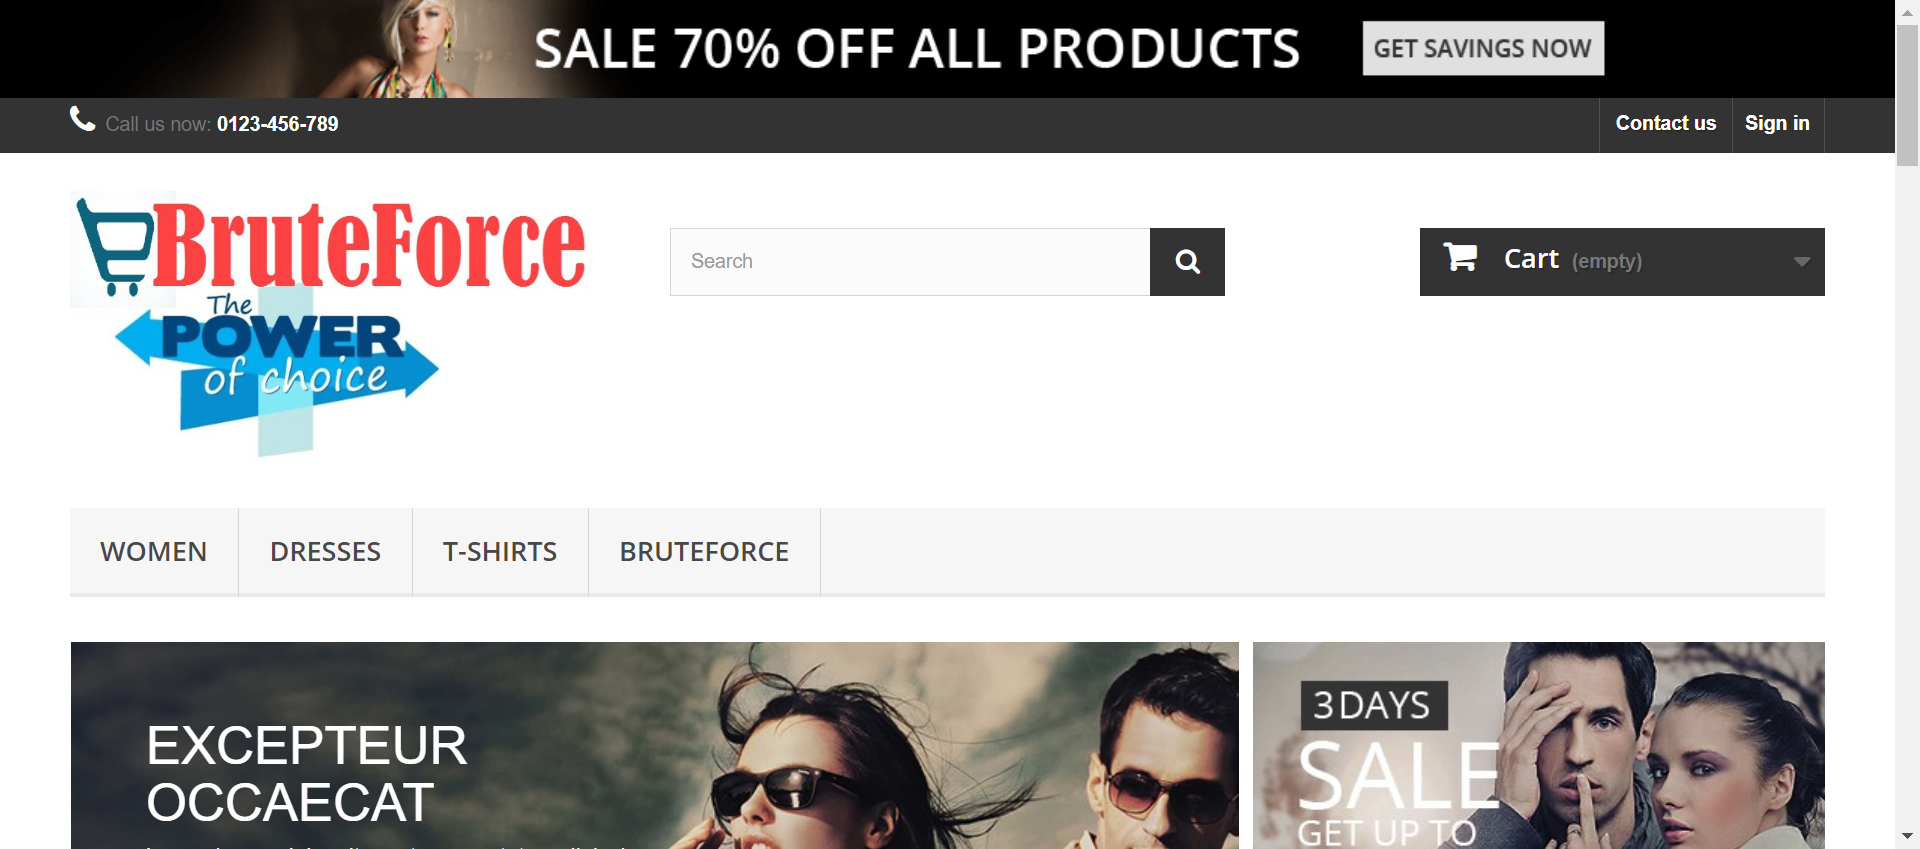 SALE 70% OFF ALL PRODUCTS
GET SAVINGS NOW
Call us now: 0123-456-789
Contact us
Sign in
BruteForce
The
POWER
of choice
Search
Cart (empty)
WOMEN
DRESSES
T-SHIRTS
BRUTEFORCE
EXCEPTEUR
OCCAECAT
3 DAYS
SALE
GET UP TO